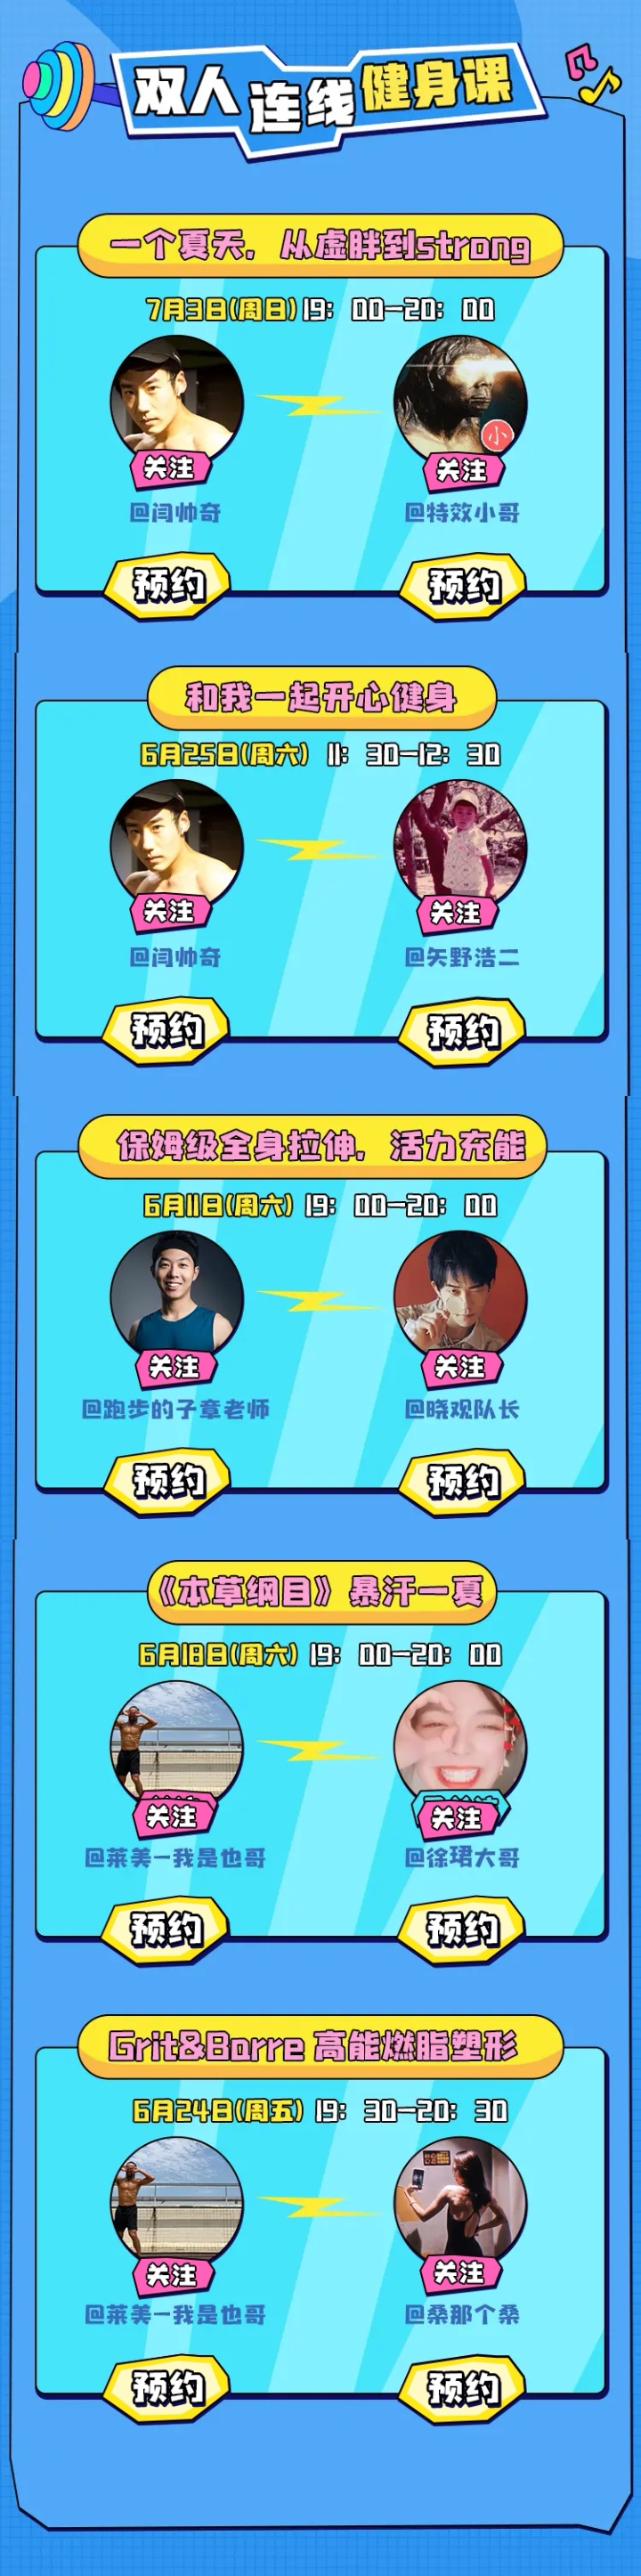 双人连线健身课
一个夏天，从虚胖到strong
7月3日(周日) 19：00—20：00
小
关注 关注
@闫帅奇 @特效小哥
预约 预约
和我一起开心健身
6月25日(周六) 11：30—12：30
关注 关注
@闫帅奇 @矢野浩二
预约 预约
保姆级全身拉伸，活力充能
6月11日(周六) 19：00—20：00
关注 关注
@跑步的子章老师 @晓观队长
预约 预约
《本草纲目》暴汗一夏
6月18日(周六) 19：00—20：00
关注 关注
@莱美一我是也哥 @徐珺大哥
预约 预约
Grit&Barre 高能燃脂塑形
6月24日(周五) 19：30—20：30
关注 关注
@莱美一我是也哥 @桑那个桑
预约 预约